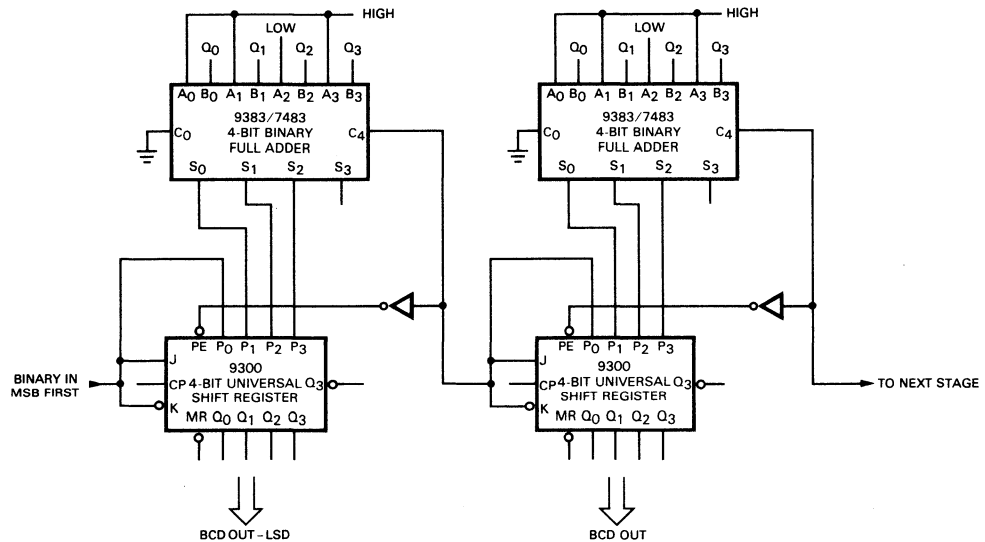 HIGH
LOW
Q0 Q1 Q2 Q3
A0 B0 A1 B1 A2 B2 A3 B3
9383/7483
4-BIT BINARY
FULL ADDER
C0
C4
S0 S1 S2 S3
HIGH
LOW
Q0 Q1 Q2 Q3
A0 B0 A1 B1 A2 B2 A3 B3
9383/7483
4-BIT BINARY
FULL ADDER
C0
C4
S0 S1 S2 S3
BINARY IN
MSB FIRST
PE P0 P1 P2 P3
J
CP
K
9300
4-BIT UNIVERSAL
SHIFT REGISTER
Q3
MR Q0 Q1 Q2 Q3
BCD OUT – LSD
PE P0 P1 P2 P3
J
CP
K
9300
4-BIT UNIVERSAL
SHIFT REGISTER
Q3
MR Q0 Q1 Q2 Q3
BCD OUT
TO NEXT STAGE